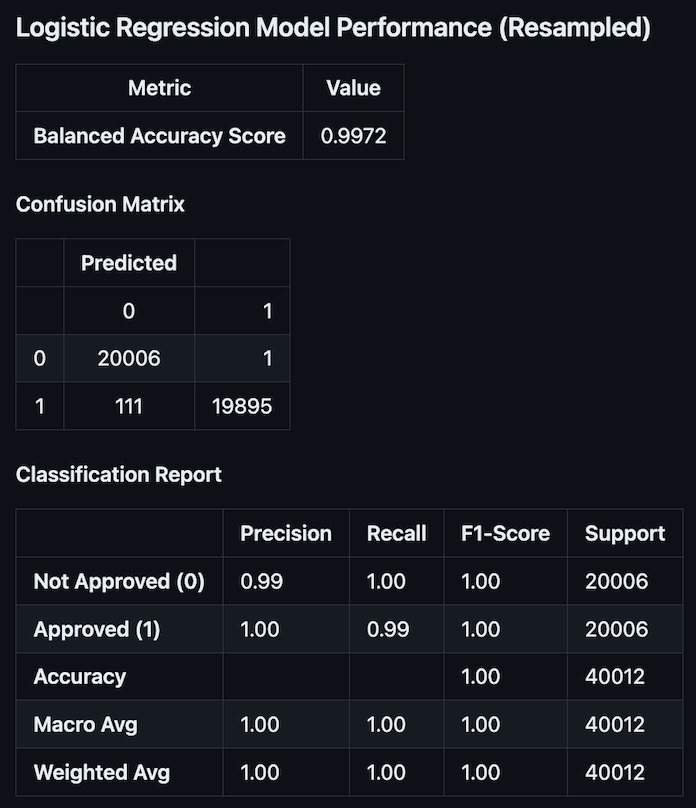 Logistic Regression Model Performance (Resampled)
Metric Value
Balanced Accuracy Score 0.9972
Confusion Matrix
Predicted
0 1
0 20006 1
1 111 19895
Classification Report
Precision Recall F1-Score Support
Not Approved (0) 0.99 1.00 1.00 20006
Approved (1) 1.00 0.99 1.00 20006
Accuracy 1.00 40012
Macro Avg 1.00 1.00 1.00 40012
Weighted Avg 1.00 1.00 1.00 40012